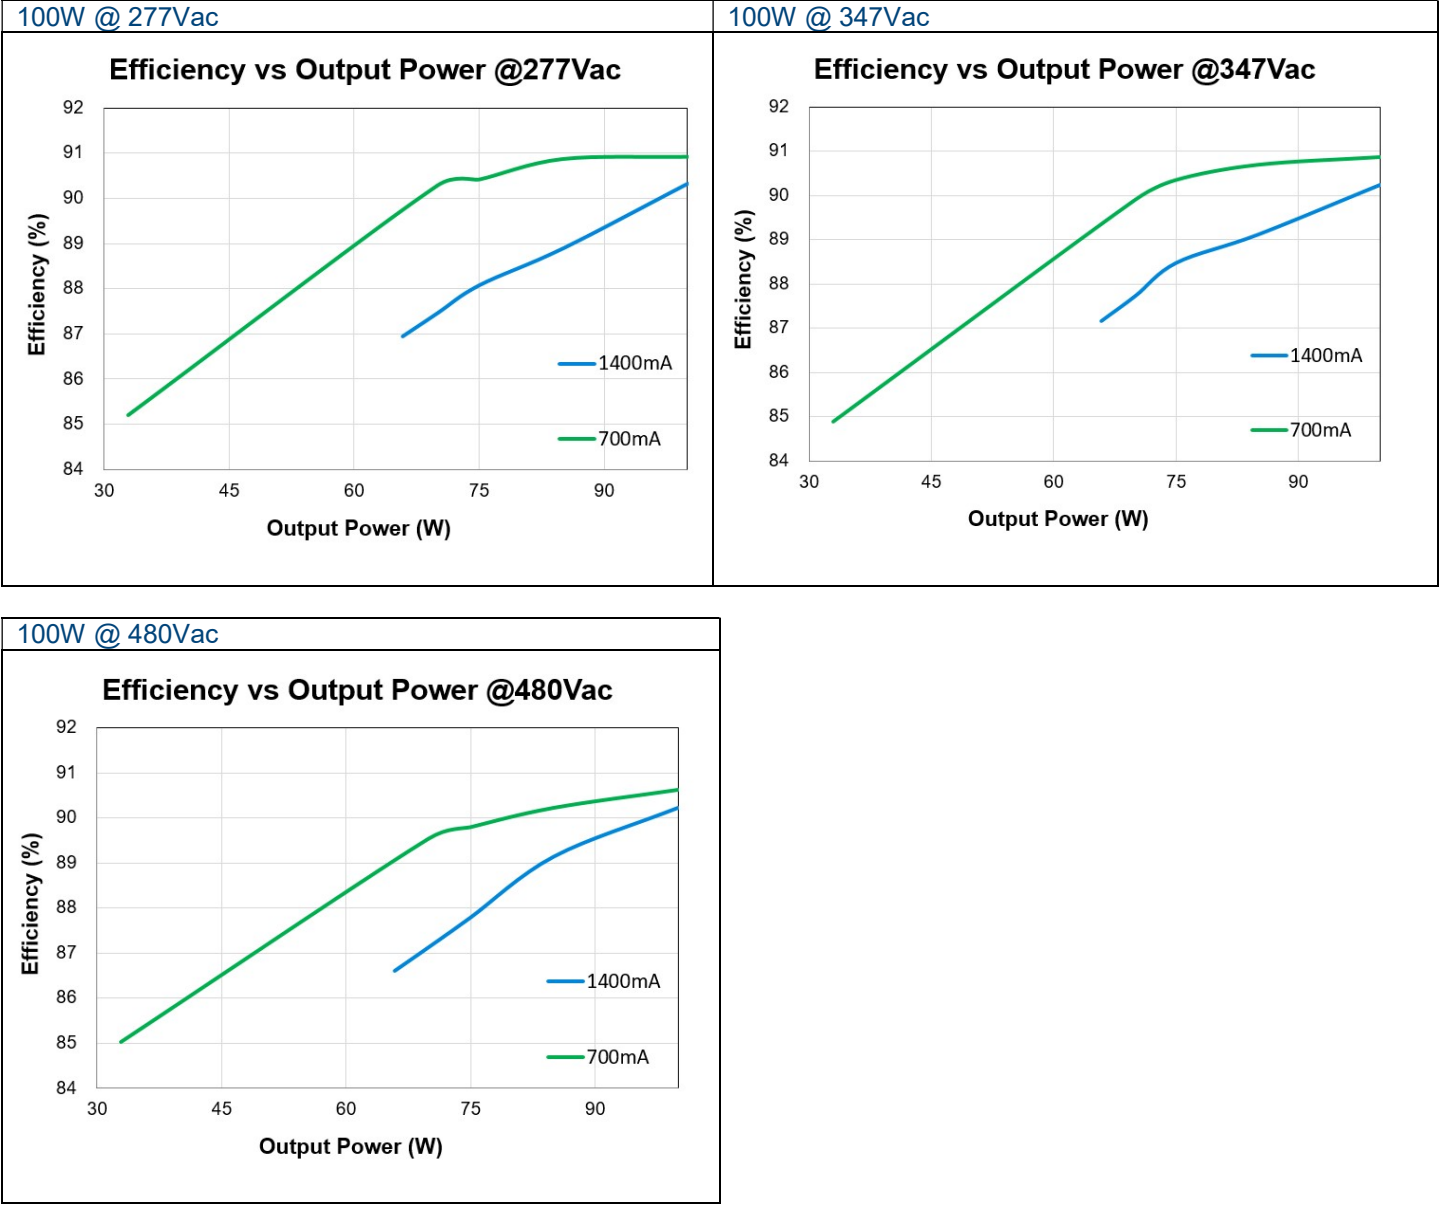 100W @ 277Vac
Efficiency vs Output Power @277Vac
92
91
90
89
88
87
86
85
84
Efficiency (%)
1400mA
700mA
30 45 60 75 90
Output Power (W)
100W @ 347Vac
Efficiency vs Output Power @347Vac
92
91
90
89
88
87
86
85
84
Efficiency (%)
1400mA
700mA
30 45 60 75 90
Output Power (W)
100W @ 480Vac
Efficiency vs Output Power @480Vac
92
91
90
89
88
87
86
85
84
Efficiency (%)
1400mA
700mA
30 45 60 75 90
Output Power (W)